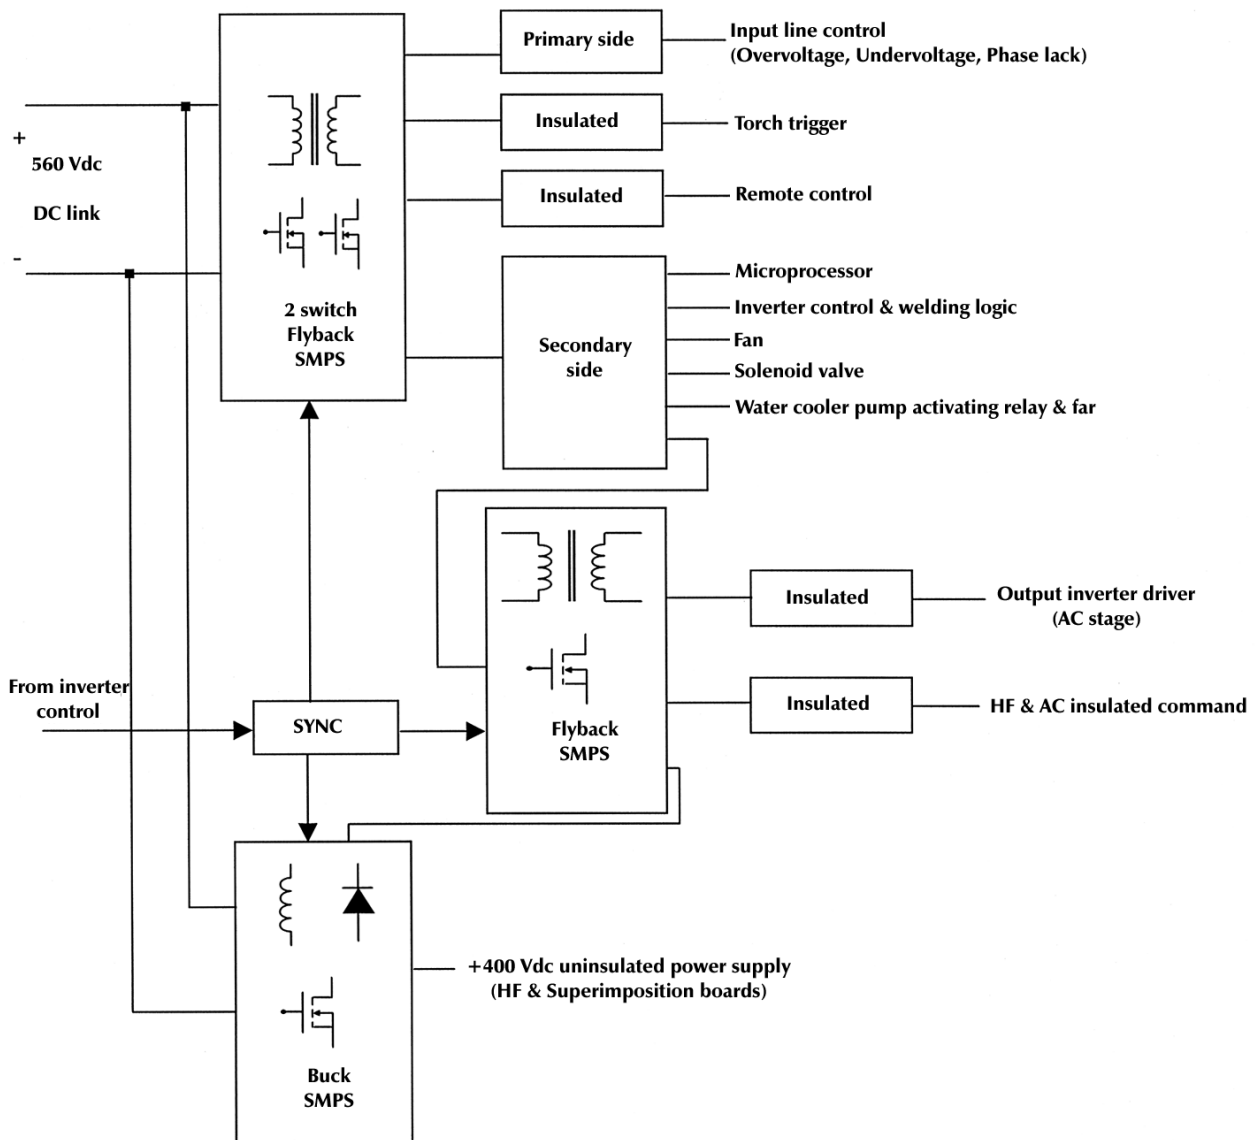 Primary side
Input line control
(Overvoltage, Undervoltage, Phase lack)
Insulated
Torch trigger
+
560 Vdc
DC link
-
Insulated
Remote control
2 switch
Flyback
SMPS
Secondary
side
Microprocessor
Inverter control & welding logic
Fan
Solenoid valve
Water cooler pump activating relay & far
Insulated
Output inverter driver
(AC stage)
From inverter
control
SYNC
Flyback
SMPS
Insulated
HF & AC insulated command
+400 Vdc uninsulated power supply
(HF & Superimposition boards)
Buck
SMPS